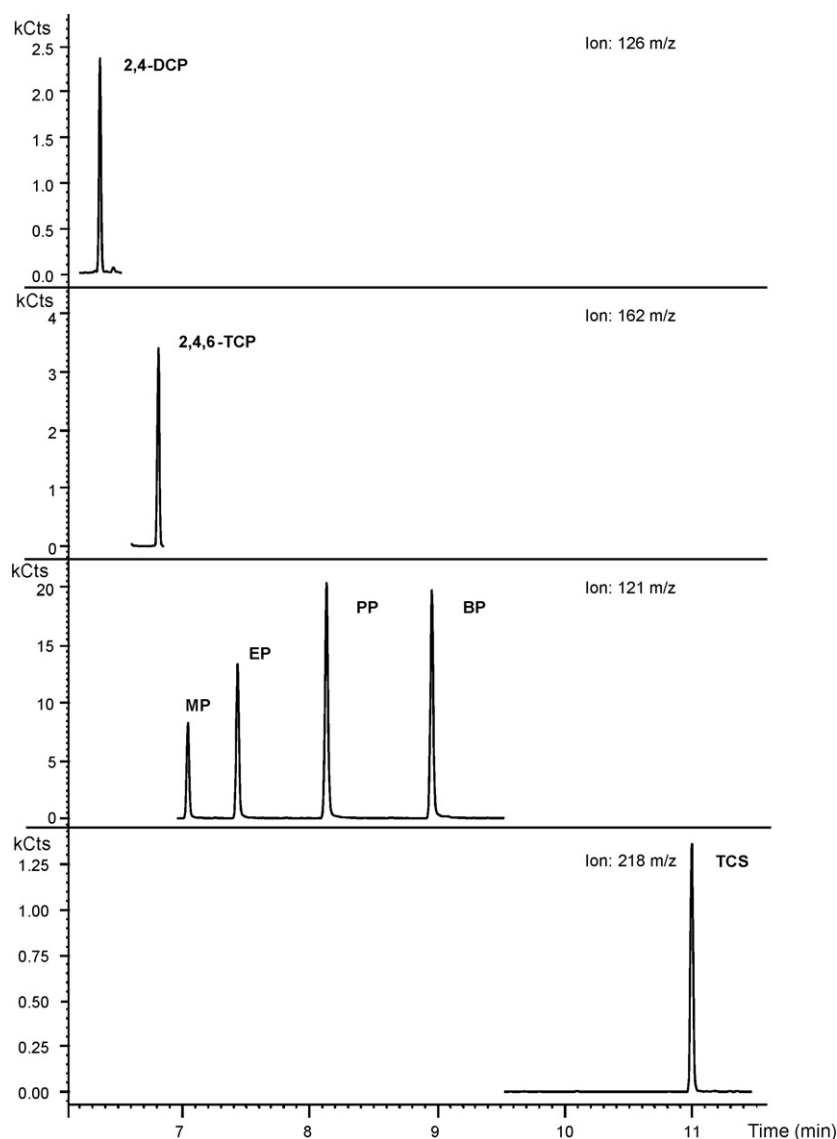 kCts
Ion: 126 m/z
2.5
2,4-DCP
2.0
1.5
1.0
0.5
0.0
kCts
Ion: 162 m/z
4
2,4,6-TCP
3
2
1
0
kCts
Ion: 121 m/z
20
PP
BP
15
EP
10
MP
5
0
kCts
Ion: 218 m/z
TCS
1.25
1.00
0.75
0.50
0.25
0.00
7 8 9 10 11 Time (min)